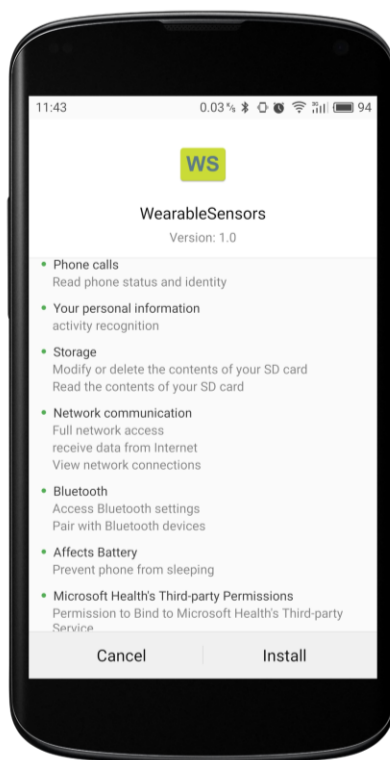 11:43
0.03 ᴷ/s 3G 94
WS
WearableSensors
Version: 1.0
• Phone calls
Read phone status and identity
• Your personal information
activity recognition
• Storage
Modify or delete the contents of your SD card
Read the contents of your SD card
• Network communication
Full network access
receive data from Internet
View network connections
• Bluetooth
Access Bluetooth settings
Pair with Bluetooth devices
• Affects Battery
Prevent phone from sleeping
• Microsoft Health's Third-party Permissions
Permission to Bind to Microsoft Health's Third-party
Service
Cancel Install